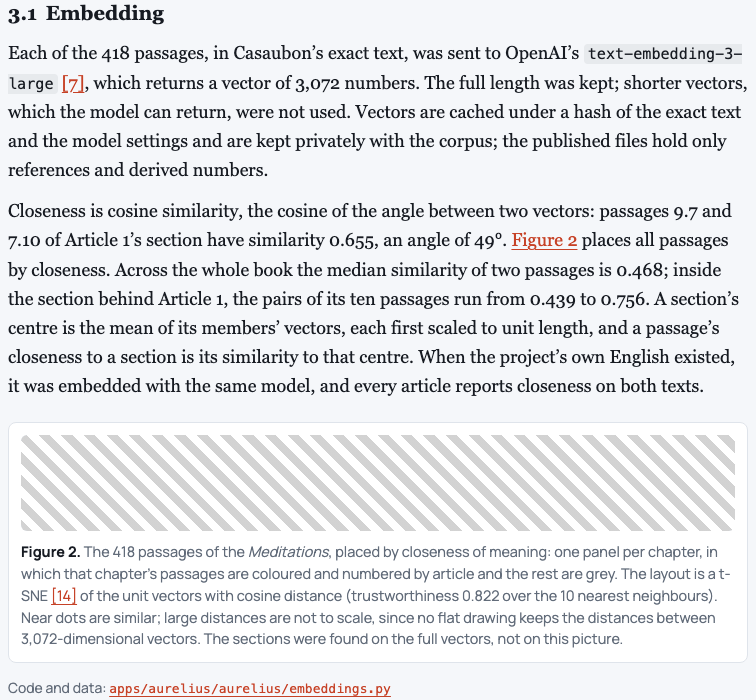 3.1 Embedding
Each of the 418 passages, in Casaubon’s exact text, was sent to OpenAI’s text-embedding-3-
large [7], which returns a vector of 3,072 numbers. The full length was kept; shorter vectors,
which the model can return, were not used. Vectors are cached under a hash of the exact text
and the model settings and are kept privately with the corpus; the published files hold only
references and derived numbers.
Closeness is cosine similarity, the cosine of the angle between two vectors: passages 9.7 and
7.10 of Article 1’s section have similarity 0.655, an angle of 49°. Figure 2 places all passages
by closeness. Across the whole book the median similarity of two passages is 0.468; inside
the section behind Article 1, the pairs of its ten passages run from 0.439 to 0.756. A section’s
centre is the mean of its members’ vectors, each first scaled to unit length, and a passage’s
closeness to a section is its similarity to that centre. When the project’s own English existed,
it was embedded with the same model, and every article reports closeness on both texts.
Figure 2. The 418 passages of the Meditations, placed by closeness of meaning: one panel per chapter, in
which that chapter’s passages are coloured and numbered by article and the rest are grey. The layout is a t-
SNE [14] of the unit vectors with cosine distance (trustworthiness 0.822 over the 10 nearest neighbours).
Near dots are similar; large distances are not to scale, since no flat drawing keeps the distances between
3,072-dimensional vectors. The sections were found on the full vectors, not on this picture.
Code and data: apps/aurelius/aurelius/embeddings.py